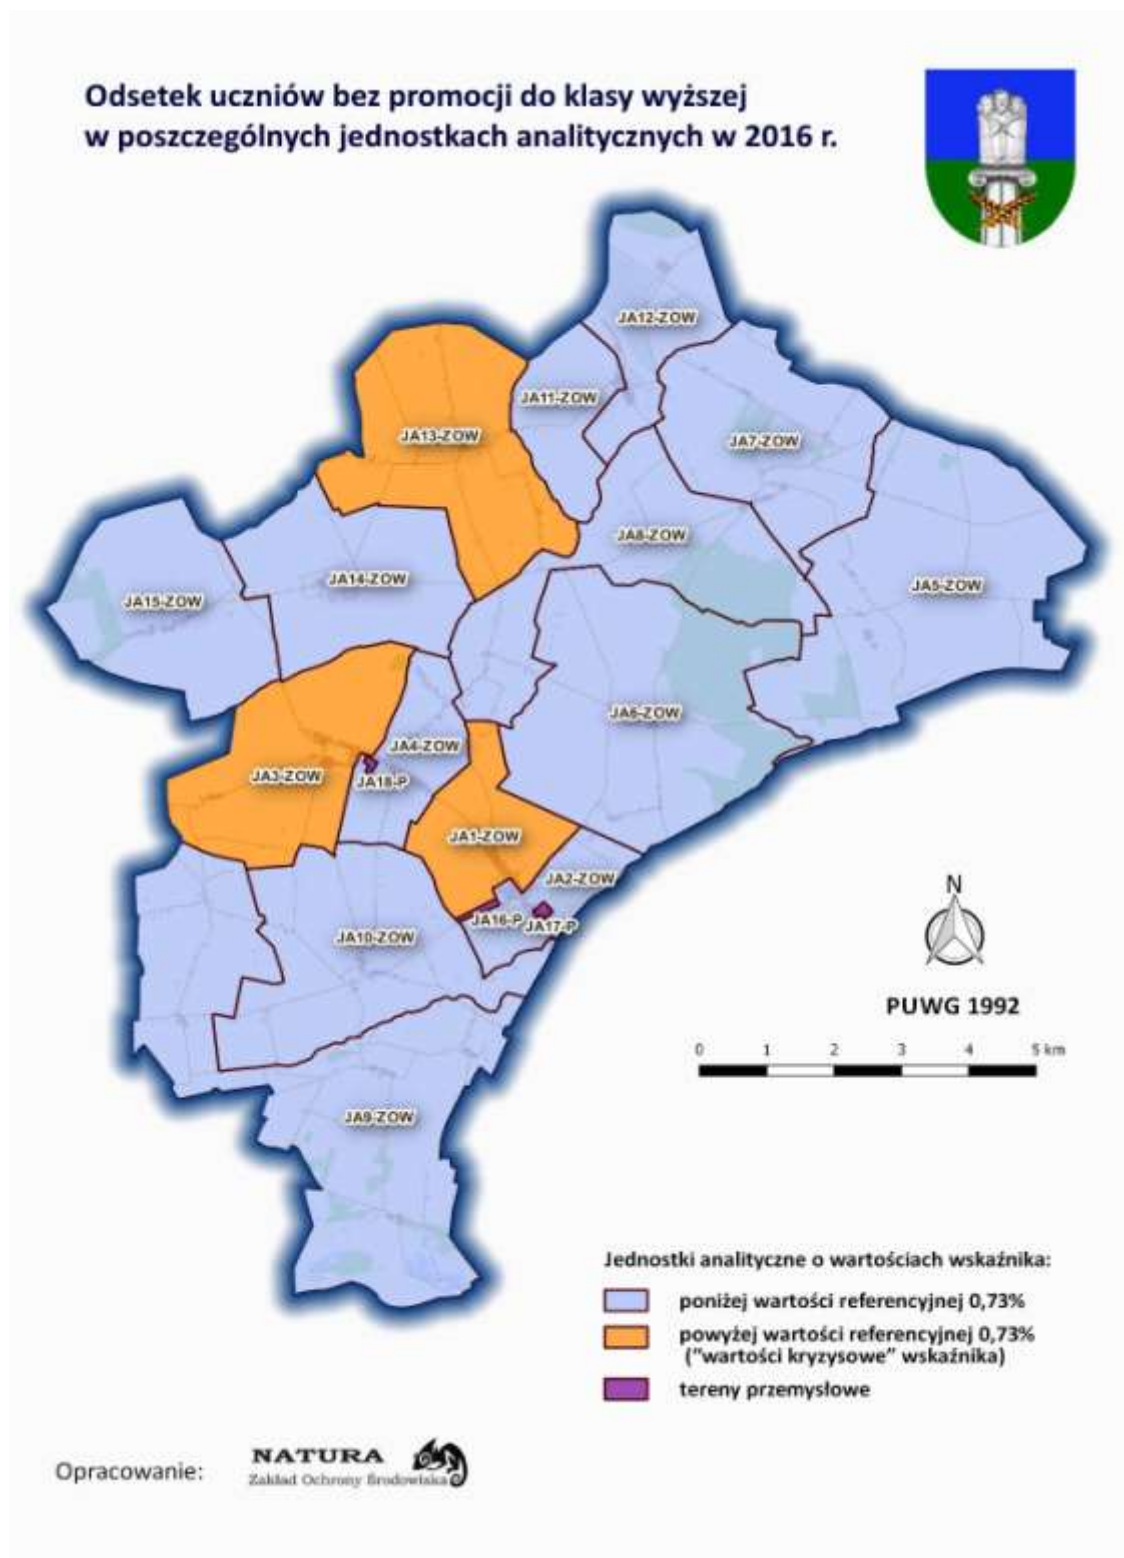 Odsetek uczniów bez promocji do klasy wyższej
w poszczególnych jednostkach analitycznych w 2016 r.
JA12-ZOW
JA11-ZOW
JA13-ZOW
JA7-ZOW
JA8-ZOW
JA14-ZOW
JA5-ZOW
JA15-ZOW
JA6-ZOW
JA4-ZOW
JA3-ZOW
JA18-P
JA1-ZOW
JA2-ZOW
JA16-P
JA17-P
JA10-ZOW
N
PUWG 1992
0 1 2 3 4 5 km
JA9-ZOW
Jednostki analityczne o wartościach wskaźnika:
poniżej wartości referencyjnej 0,73%
powyżej wartości referencyjnej 0,73%
("wartości kryzysowe" wskaźnika)
tereny przemysłowe
NATURA
Opracowanie:
Zakład Ochrony Środowiska